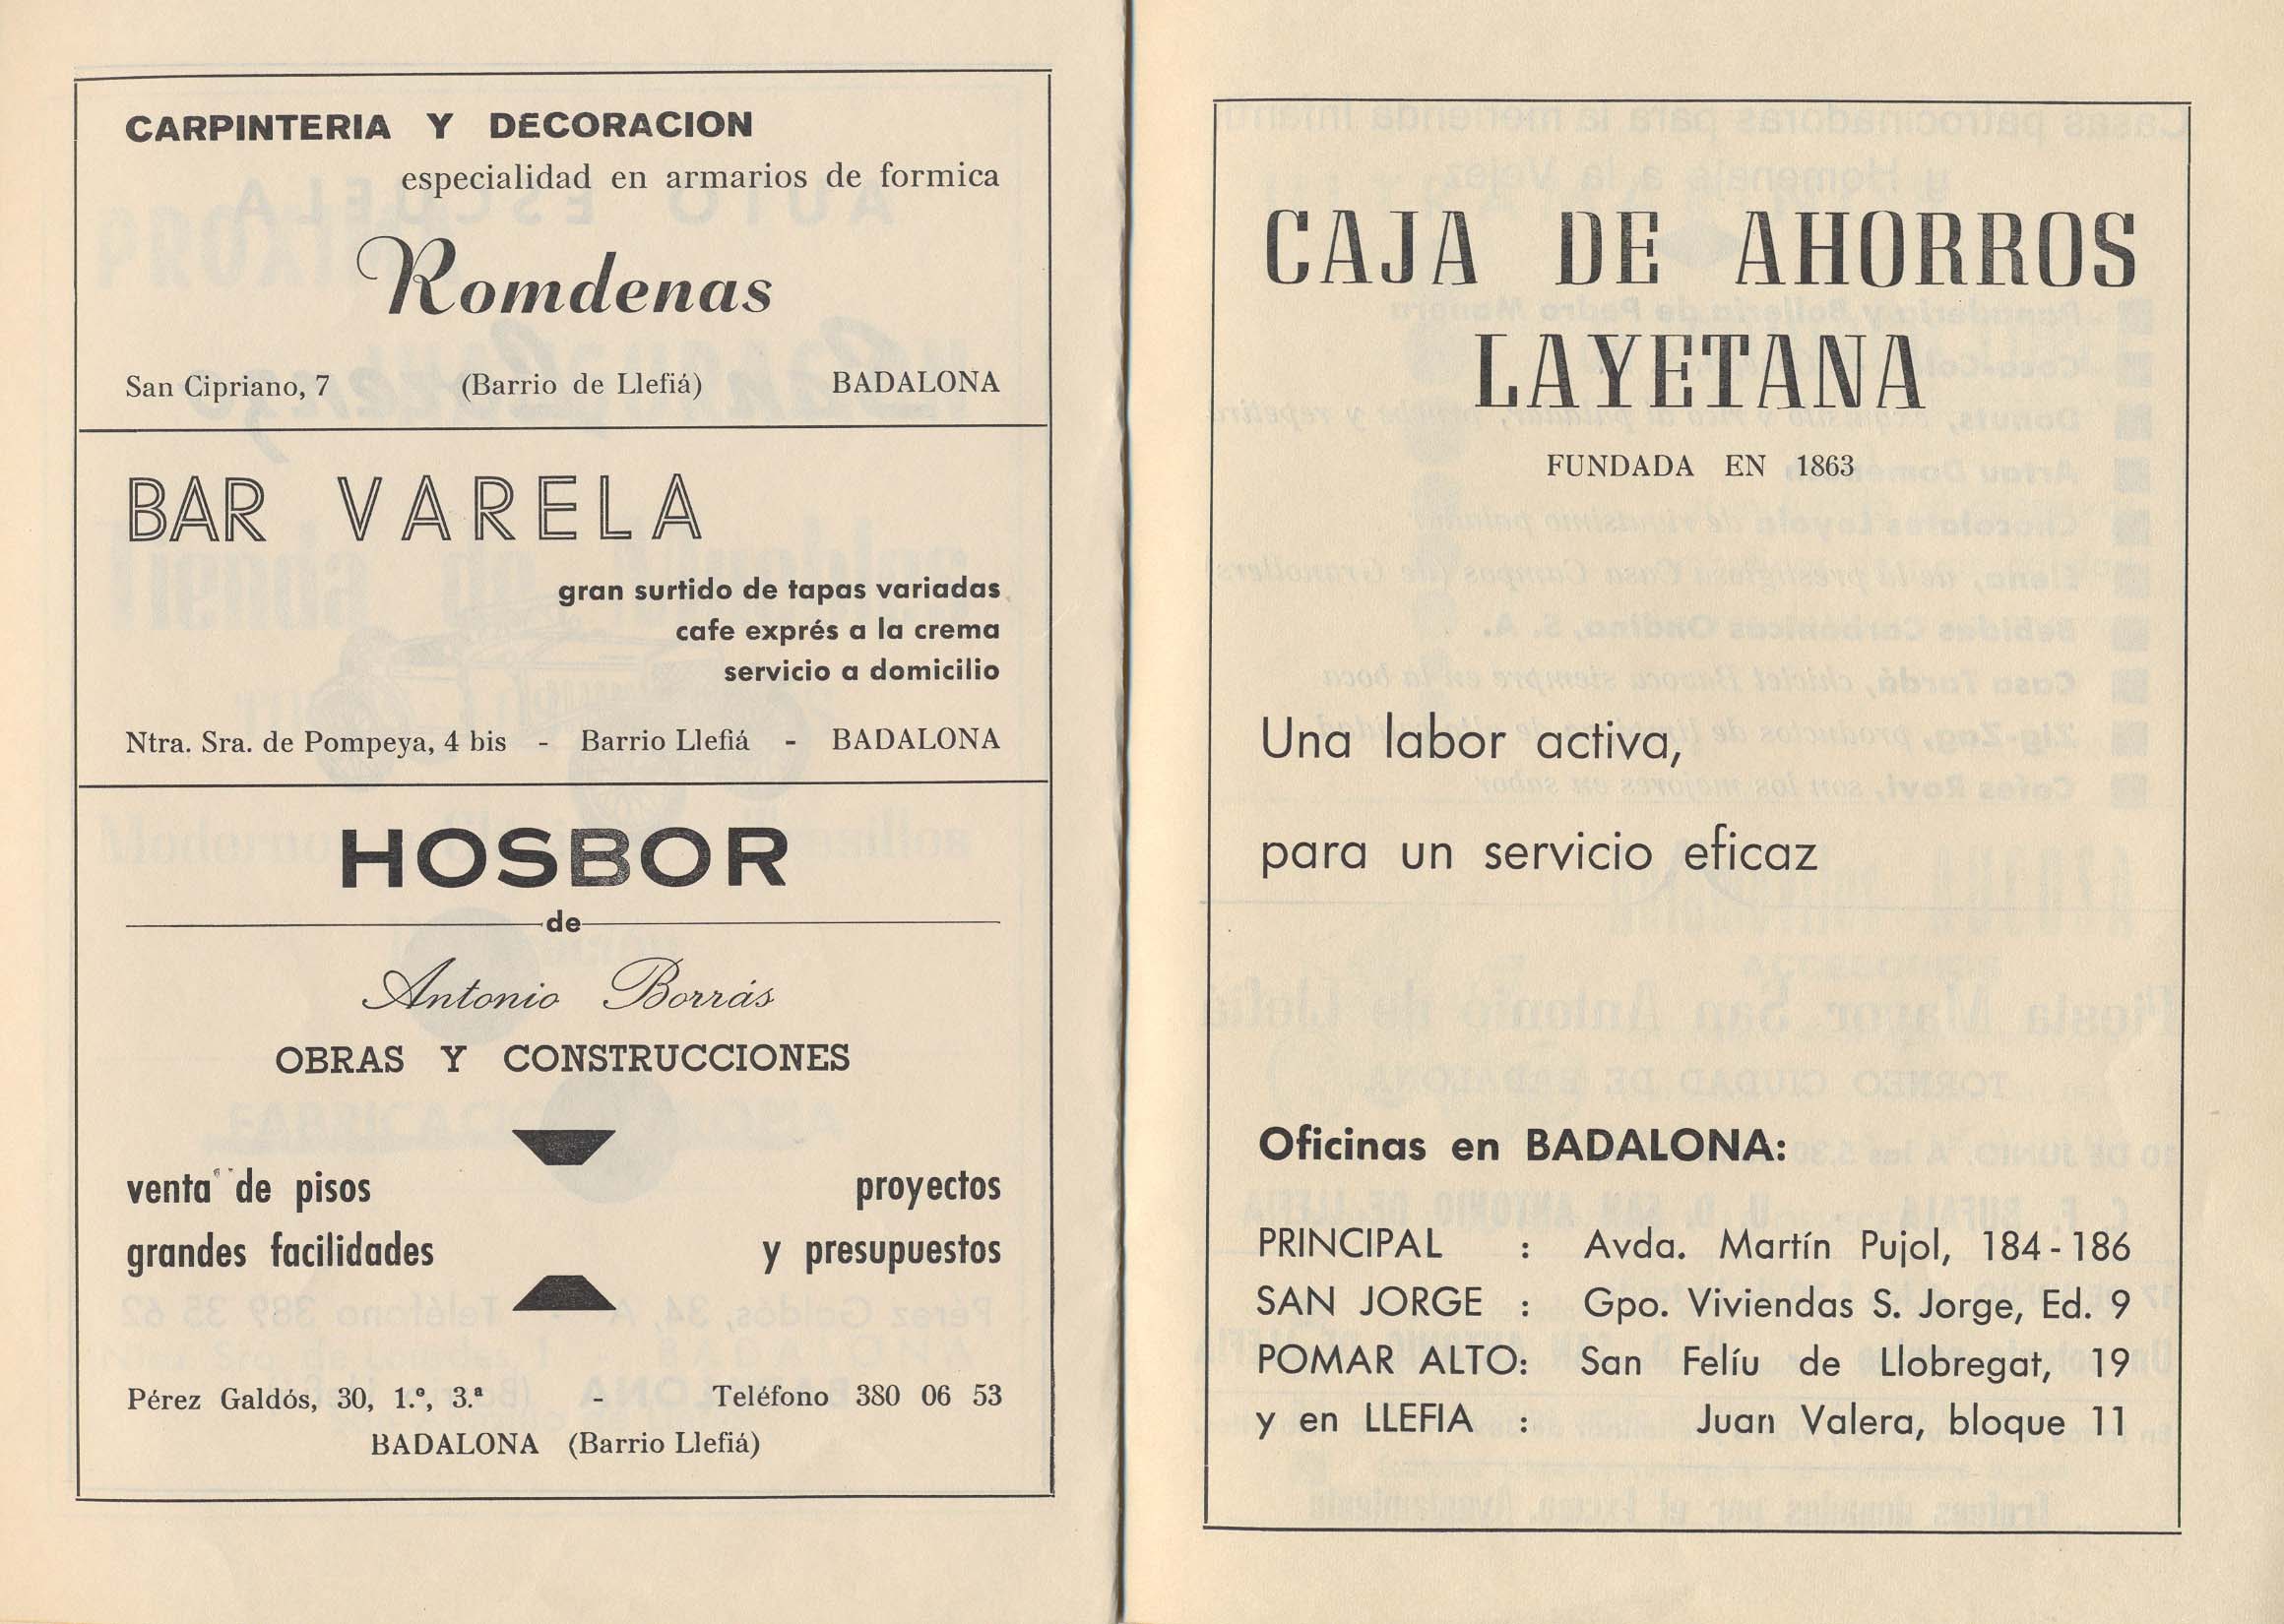 CARPINTERIA Y DECORACION
especialidad en armarios de formica
Romdenas
San Cipriano, 7 (Barrio de Llefiá) BADALONA
BAR VARELA
gran surtido de tapas variadas
cafe exprés a la crema
servicio a domicilio
Ntra. Sra. de Pompeya, 4 bis - Barrio Llefiá - BADALONA
HOSBOR
de
Antonio Borrás
OBRAS Y CONSTRUCCIONES
venta de pisos proyectos
grandes facilidades y presupuestos
Pérez Galdós, 30, 1.º, 3.ª - Teléfono 380 06 53
BADALONA (Barrio Llefiá)
CAJA DE AHORROS
LAYETANA
FUNDADA EN 1863
Una labor activa,
para un servicio eficaz
Oficinas en BADALONA:
PRINCIPAL : Avda. Martín Pujol, 184-186
SAN JORGE : Gpo. Viviendas S. Jorge, Ed. 9
POMAR ALTO: San Felíu de Llobregat, 19
y en LLEFIA : Juan Valera, bloque 11